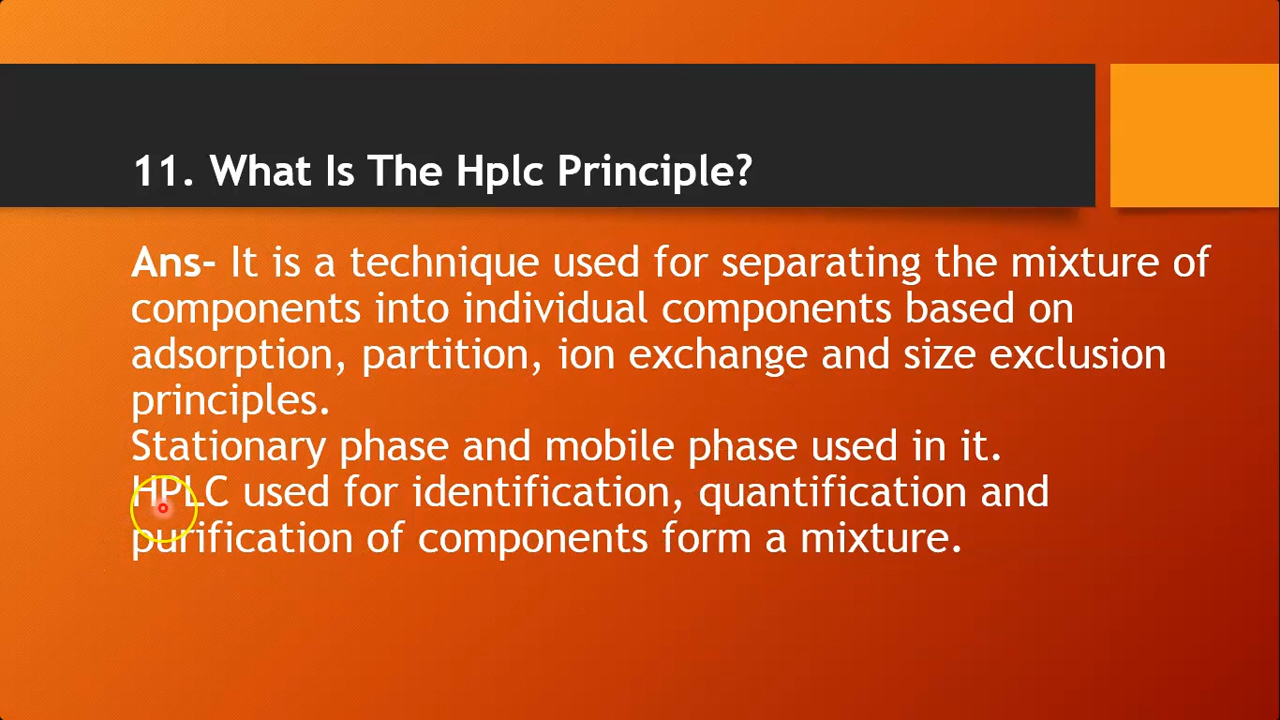 11. What Is The Hplc Principle?
Ans- It is a technique used for separating the mixture of
components into individual components based on
adsorption, partition, ion exchange and size exclusion
principles.
Stationary phase and mobile phase used in it.
HPLC used for identification, quantification and
purification of components form a mixture.